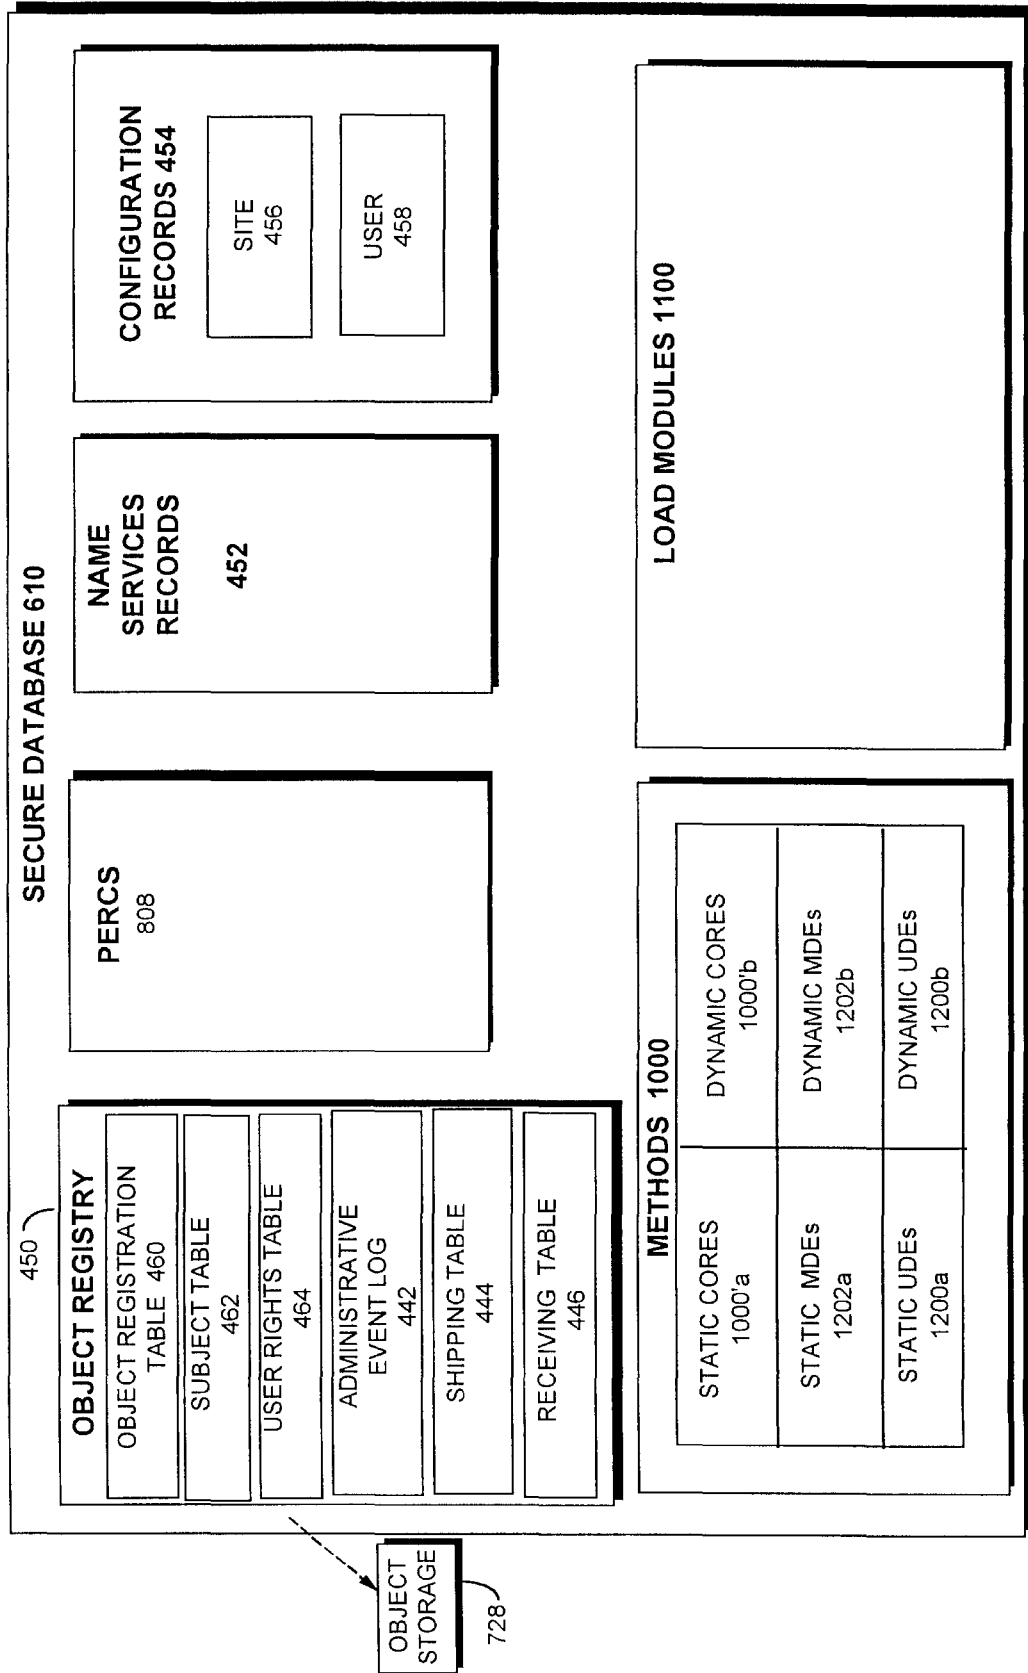 SECURE DATABASE 610
450
OBJECT REGISTRY
OBJECT REGISTRATION
TABLE 460
SUBJECT TABLE
462
USER RIGHTS TABLE
464
ADMINISTRATIVE
EVENT LOG
442
SHIPPING TABLE
444
RECEIVING TABLE
446
OBJECT
STORAGE
728
PERCS
808
NAME
SERVICES
RECORDS
452
CONFIGURATION
RECORDS 454
SITE
456
USER
458
METHODS 1000
STATIC CORES
1000'a
DYNAMIC CORES
1000'b
STATIC MDEs
1202a
DYNAMIC MDEs
1202b
STATIC UDEs
1200a
DYNAMIC UDEs
1200b
LOAD MODULES 1100